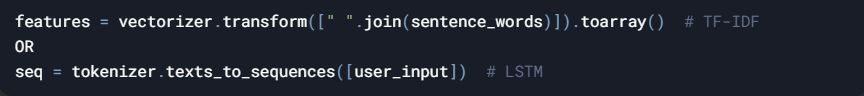 features = vectorizer.transform([" ".join(sentence_words)]).toarray()  # TF-IDF
OR
seq = tokenizer.texts_to_sequences([user_input])  # LSTM